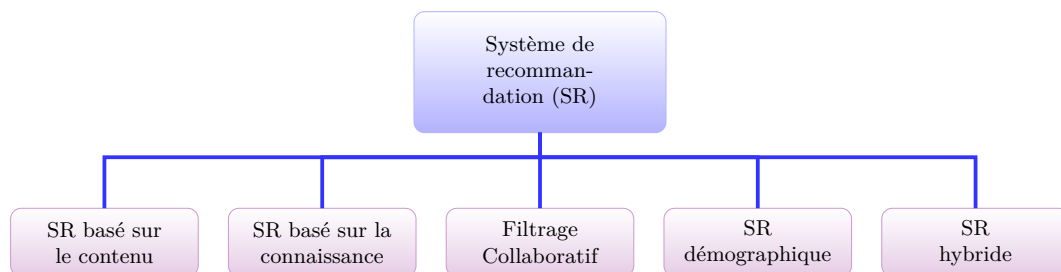 Système de
recomman-
dation (SR)
SR basé sur
le contenu
SR basé sur la
connaissance
Filtrage
Collaboratif
SR
démographique
SR
hybride